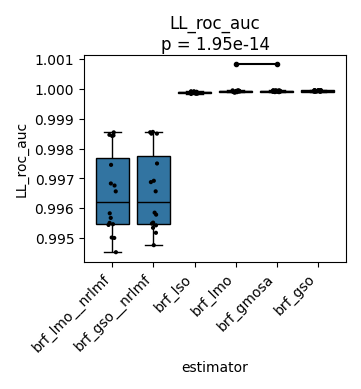 LL_roc_auc
p = 1.95e-14
1.001
1.000
0.999
0.998
0.997
0.996
0.995
LL_roc_auc
brf_lmo__nrlmf
brf_gso__nrlmf
brf_lso
brf_lmo
brf_gmosa
brf_gso
estimator